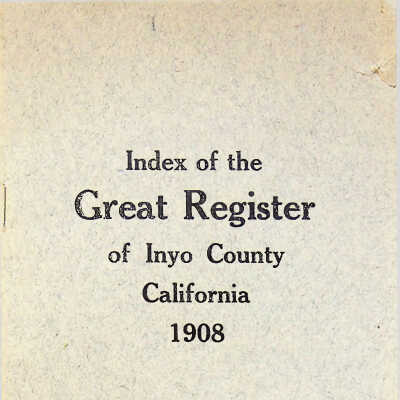 Index of the
Great Register
of Inyo County
California
1908